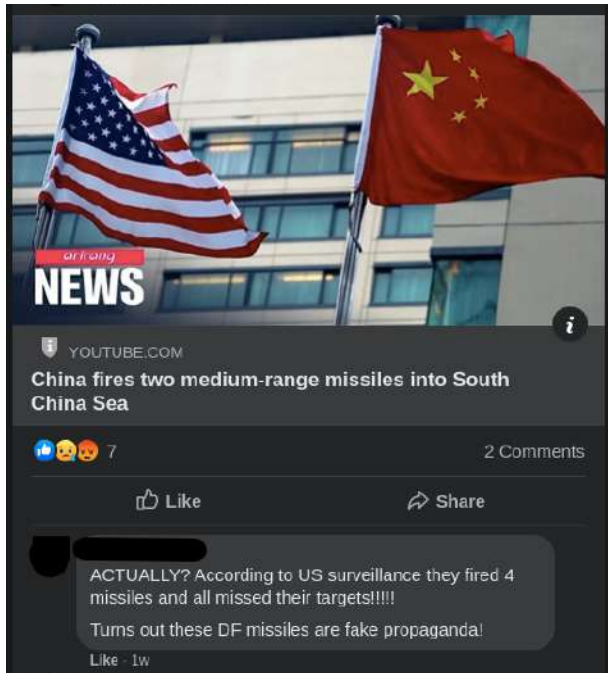 arirang
NEWS
YOUTUBE.COM
China fires two medium-range missiles into South
China Sea
7
2 Comments
Like
Share
ACTUALLY? According to US surveillance they fired 4
missiles and all missed their targets!!!!!
Turns out these DF missiles are fake propaganda!
Like · 1w